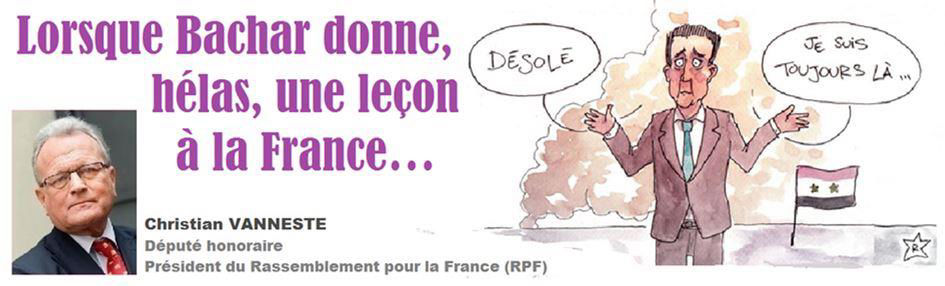 Lorsque Bachar donne,
hélas, une leçon
à la France...
Christian VANNESTE
Député honoraire
Président du Rassemblement pour la France (RPF)
DÉSOLÉ
JE SUIS
TOUJOURS LÀ...
R